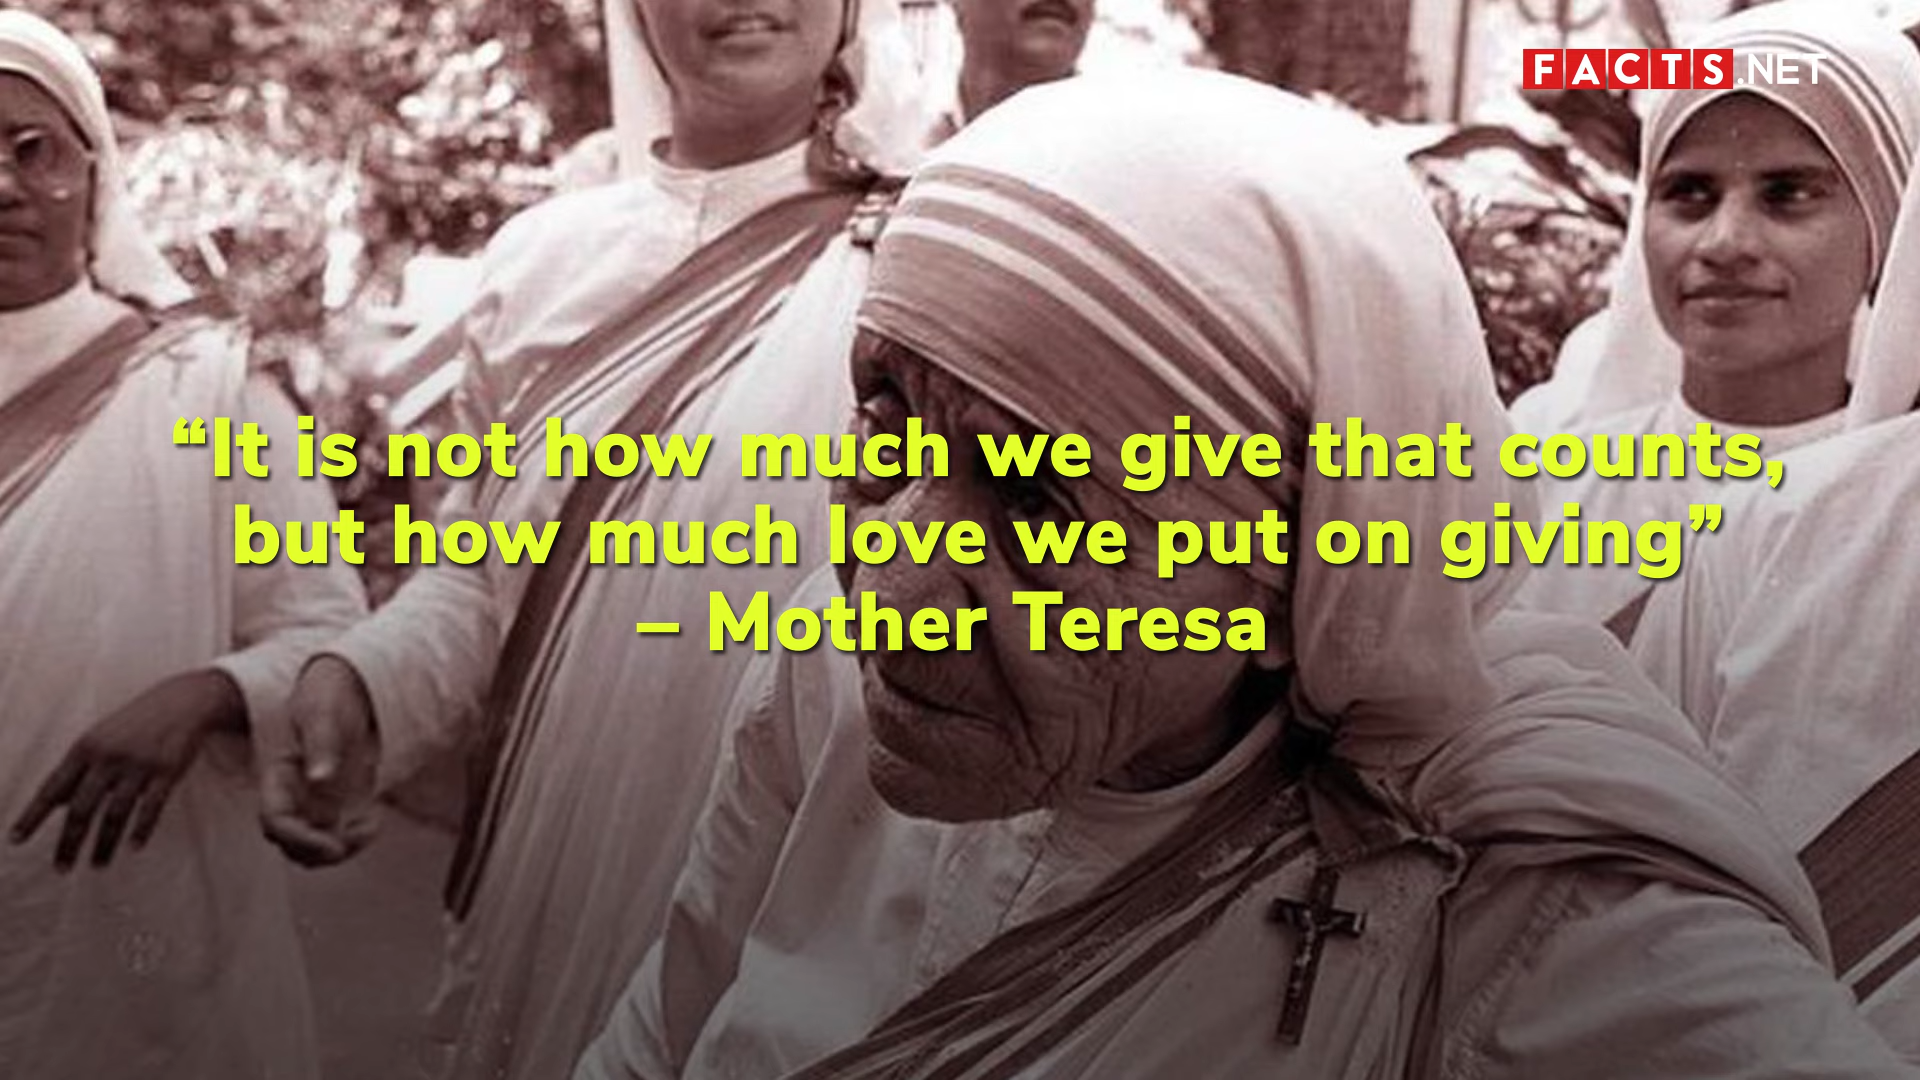 FACTS.NET
“It is not how much we give that counts,
but how much love we put on giving”
– Mother Teresa